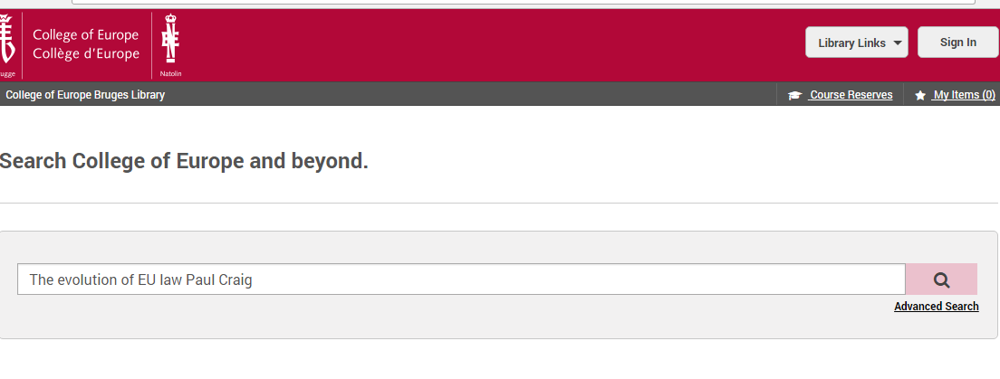 College of Europe
Collège d'Europe
ugge
Natolin
Library Links
Sign In
College of Europe Bruges Library
Course Reserves
My Items (0)
Search College of Europe and beyond.
The evolution of EU law Paul Craig
Advanced Search